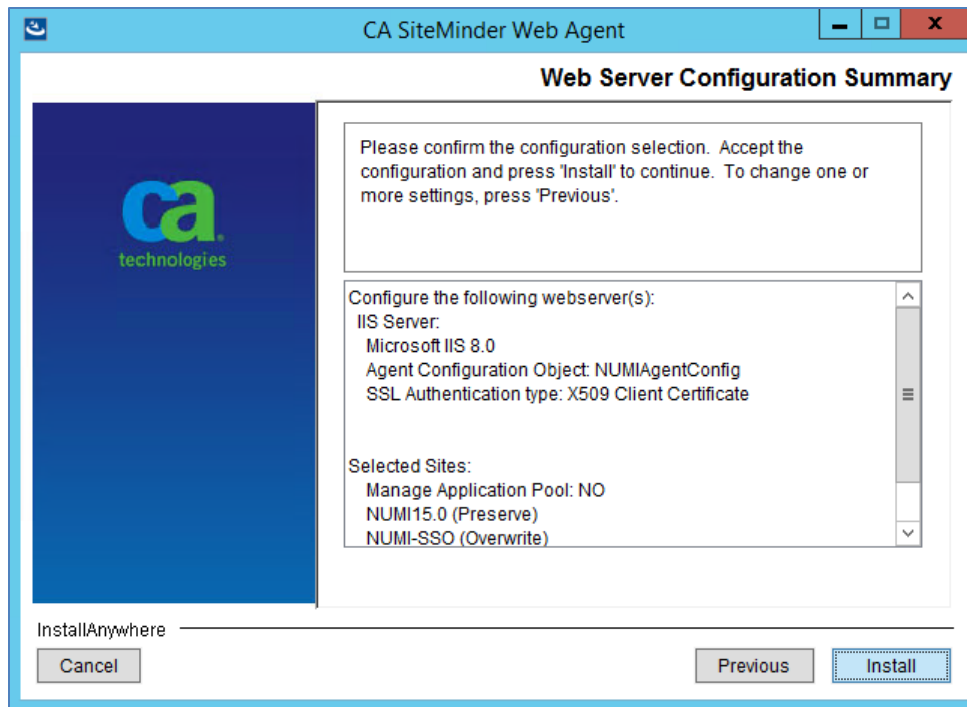 CA SiteMinder Web Agent
Web Server Configuration Summary
ca
technologies
Please confirm the configuration selection. Accept the
configuration and press 'Install' to continue. To change one or
more settings, press 'Previous'.
Configure the following webserver(s):
IIS Server:
Microsoft IIS 8.0
Agent Configuration Object: NUMIAgentConfig
SSL Authentication type: X509 Client Certificate
Selected Sites:
Manage Application Pool: NO
NUMI15.0 (Preserve)
NUMI-SSO (Overwrite)
InstallAnywhere
Cancel
Previous
Install